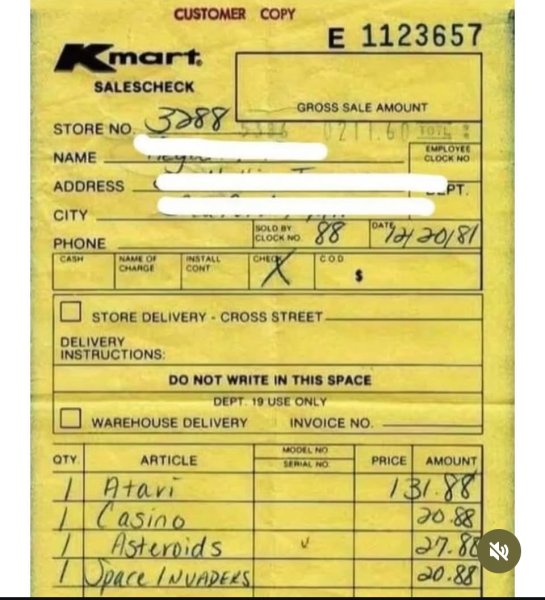 CUSTOMER COPY
E 1123657
Kmart.
SALESCHECK
GROSS SALE AMOUNT
STORE NO. 3288
0211.60 TOTL
NAME
EMPLOYEE
CLOCK NO
ADDRESS
DEPT.
CITY
PHONE
SOLD BY
CLOCK NO. 88
DATE 12/20/81
CASH
NAME OF
CHARGE
INSTALL
CONT
CHECK X
C.O.D.
$
STORE DELIVERY - CROSS STREET
DELIVERY
INSTRUCTIONS:
DO NOT WRITE IN THIS SPACE
DEPT. 19 USE ONLY
WAREHOUSE DELIVERY INVOICE NO.
QTY. ARTICLE MODEL NO. SERIAL NO. PRICE AMOUNT
1 Atari 131.88
1 Casino 20.88
1 Asteroids 27.88
1 Space INVADERS 20.88